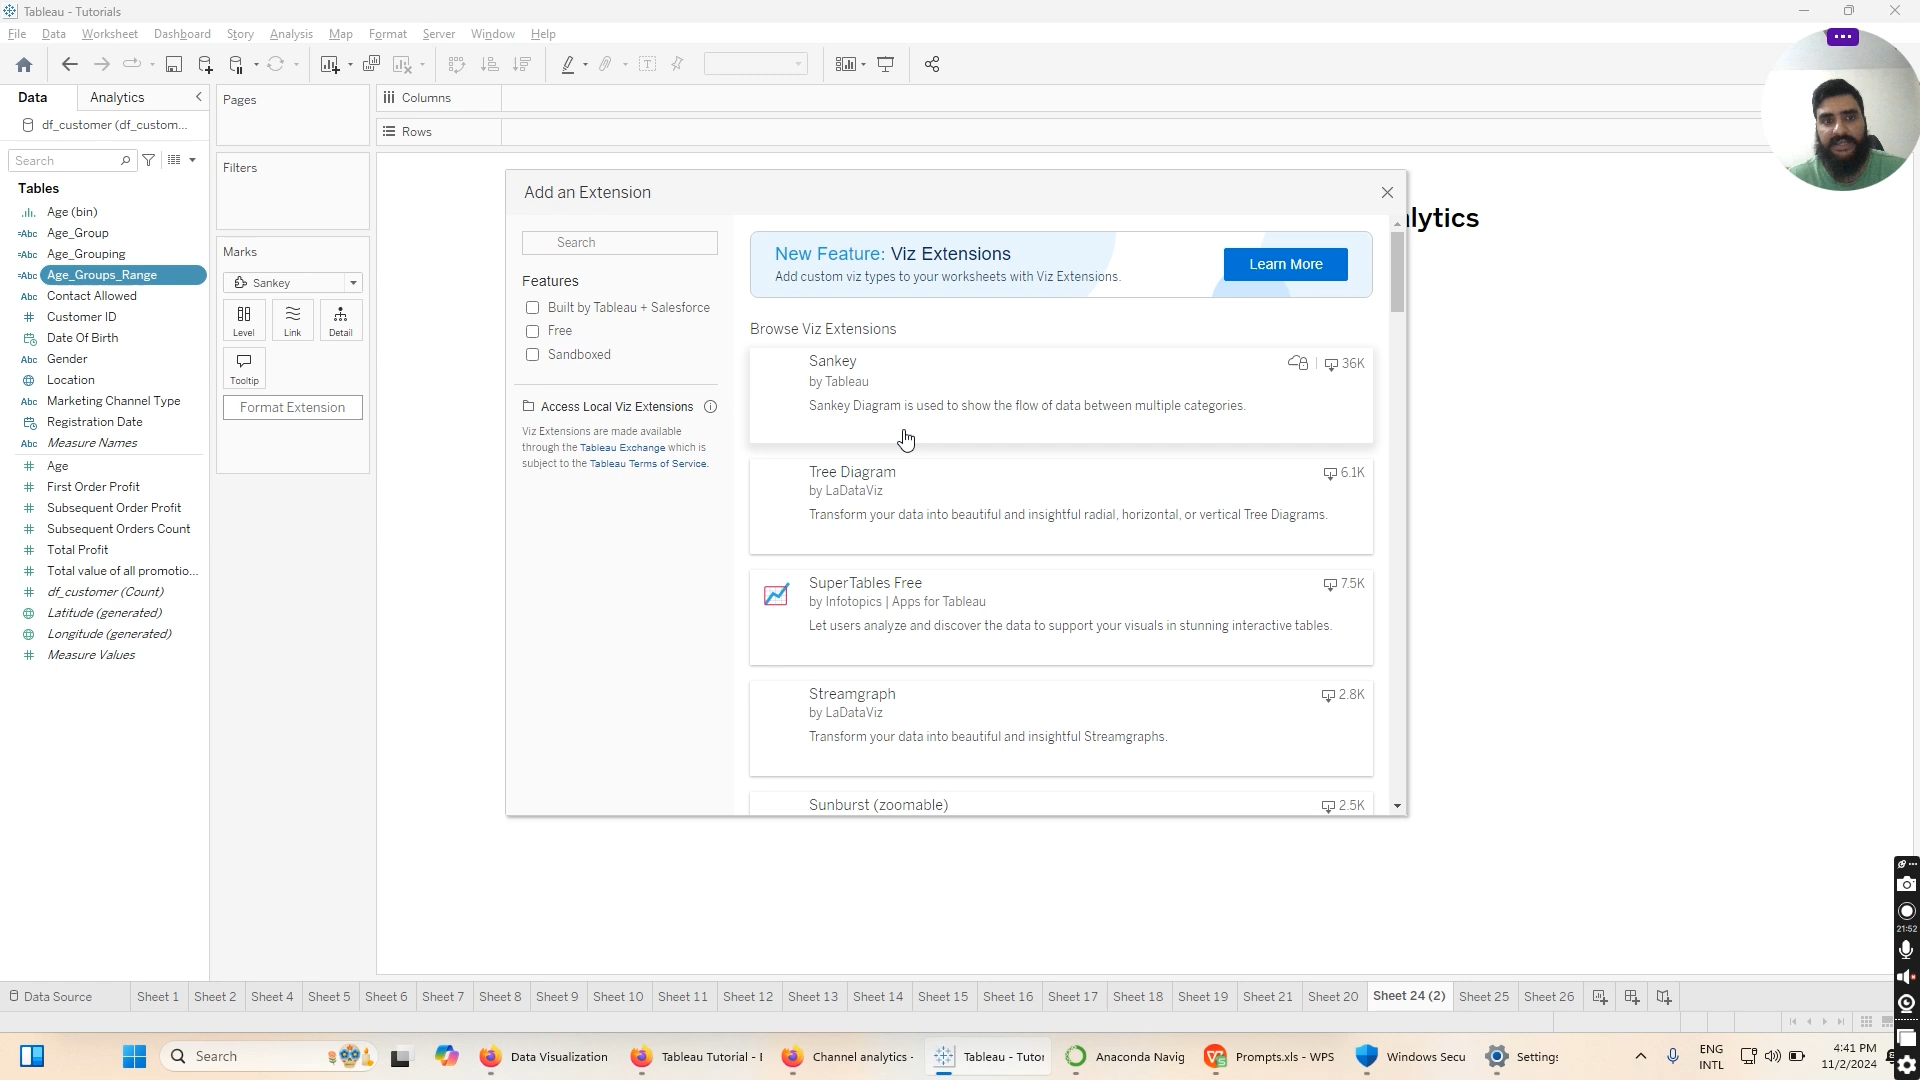 Tableau - Tutorials
File Data Worksheet Dashboard Story Analysis Map Format Server Window Help
Data Analytics
df_customer (df_custom...
Search
Tables
Age (bin)
Abc Age_Group
Abc Age_Grouping
Abc Age_Groups_Range
Abc Contact Allowed
Customer ID
Date Of Birth
Abc Gender
Location
Abc Marketing Channel Type
Registration Date
Abc Measure Names
Age
First Order Profit
Subsequent Order Profit
Subsequent Orders Count
Total Profit
Total value of all promotio...
df_customer (Count)
Latitude (generated)
Longitude (generated)
Measure Values
Pages
Filters
Marks
Sankey
Level Link Detail
Tooltip
Format Extension
Columns
Rows
alytics
Add an Extension
Search
Features
Built by Tableau + Salesforce
Free
Sandboxed
Access Local Viz Extensions
Viz Extensions are made available
through the Tableau Exchange which is
subject to the Tableau Terms of Service.
New Feature: Viz Extensions
Add custom viz types to your worksheets with Viz Extensions.
Learn More
Browse Viz Extensions
Sankey 36K
by Tableau
Sankey Diagram is used to show the flow of data between multiple categories.
Tree Diagram 6.1K
by LaDataViz
Transform your data into beautiful and insightful radial, horizontal, or vertical Tree Diagrams.
SuperTables Free 7.5K
by Infotopics | Apps for Tableau
Let users analyze and discover the data to support your visuals in stunning interactive tables.
Streamgraph 2.8K
by LaDataViz
Transform your data into beautiful and insightful Streamgraphs.
Sunburst (zoomable) 2.5K
21:52
Data Source Sheet 1 Sheet 2 Sheet 4 Sheet 5 Sheet 6 Sheet 7 Sheet 8 Sheet 9 Sheet 10 Sheet 11 Sheet 12 Sheet 13 Sheet 14 Sheet 15 Sheet 16 Sheet 17 Sheet 18 Sheet 19 Sheet 21 Sheet 20 Sheet 24 (2) Sheet 25 Sheet 26
Search Data Visualization Tableau Tutorial - E Channel analytics - Tableau - Tutor Anaconda Navig Prompts.xls - WPS Windows Secu Settings ENG INTL 4:41 PM 11/2/2024